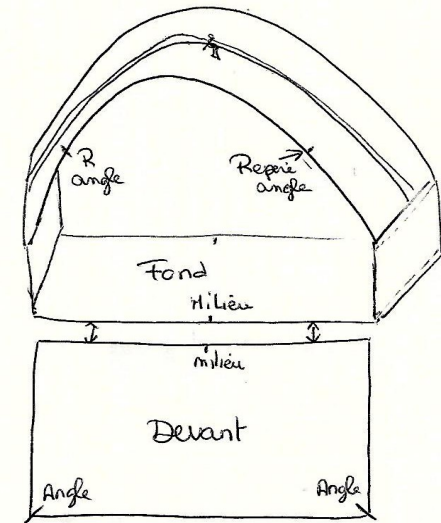 R
angle
Repère
angle
Fond
Milieu
milieu
Devant
Angle
Angle